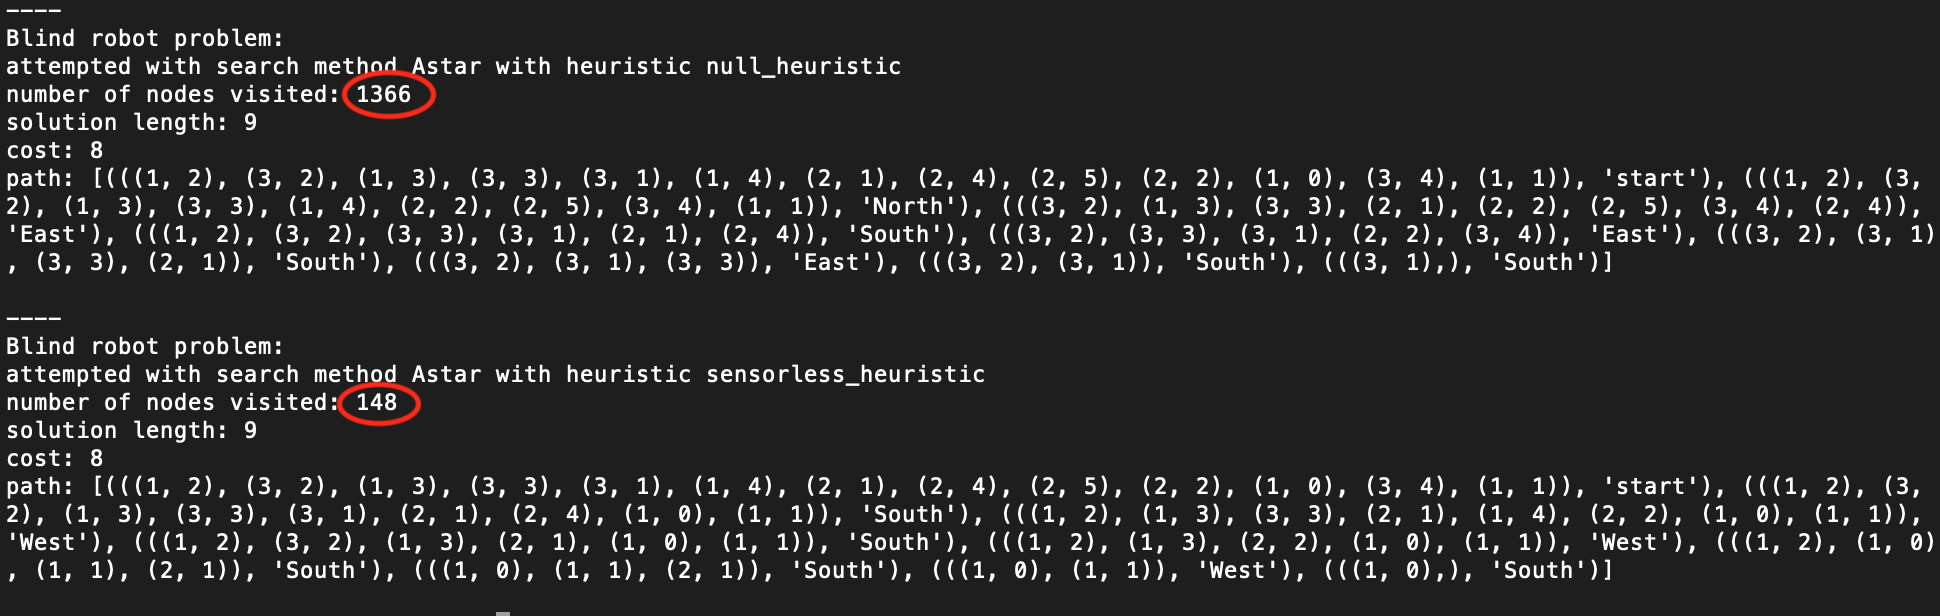 ----
Blind robot problem:
attempted with search method Astar with heuristic null_heuristic
number of nodes visited: 1366
solution length: 9
cost: 8
path: [(((1, 2), (3, 2), (1, 3), (3, 3), (3, 1), (1, 4), (2, 1), (2, 4), (2, 5), (2, 2), (1, 0), (3, 4), (1, 1)), 'start'), (((1, 2), (3,
2), (1, 3), (3, 3), (1, 4), (2, 2), (2, 5), (3, 4), (1, 1)), 'North'), (((3, 2), (1, 3), (3, 3), (2, 1), (2, 2), (2, 5), (3, 4), (2, 4)),
'East'), (((1, 2), (3, 2), (3, 3), (3, 1), (2, 1), (2, 4)), 'South'), (((3, 2), (3, 3), (3, 1), (2, 2), (3, 4)), 'East'), (((3, 2), (3, 1)
, (3, 3), (2, 1)), 'South'), (((3, 2), (3, 1), (3, 3)), 'East'), (((3, 2), (3, 1)), 'South'), (((3, 1),), 'South')]
----
Blind robot problem:
attempted with search method Astar with heuristic sensorless_heuristic
number of nodes visited: 148
solution length: 9
cost: 8
path: [(((1, 2), (3, 2), (1, 3), (3, 3), (3, 1), (1, 4), (2, 1), (2, 4), (2, 5), (2, 2), (1, 0), (3, 4), (1, 1)), 'start'), (((1, 2), (3,
2), (1, 3), (3, 3), (3, 1), (2, 1), (2, 4), (1, 0), (1, 1)), 'South'), (((1, 2), (1, 3), (3, 3), (2, 1), (1, 4), (2, 2), (1, 0), (1, 1)),
'West'), (((1, 2), (3, 2), (1, 3), (2, 1), (1, 0), (1, 1)), 'South'), (((1, 2), (1, 3), (2, 2), (1, 0), (1, 1)), 'West'), (((1, 2), (1, 0)
, (1, 1), (2, 1)), 'South'), (((1, 0), (1, 1), (2, 1)), 'South'), (((1, 0), (1, 1)), 'West'), (((1, 0),), 'South')]